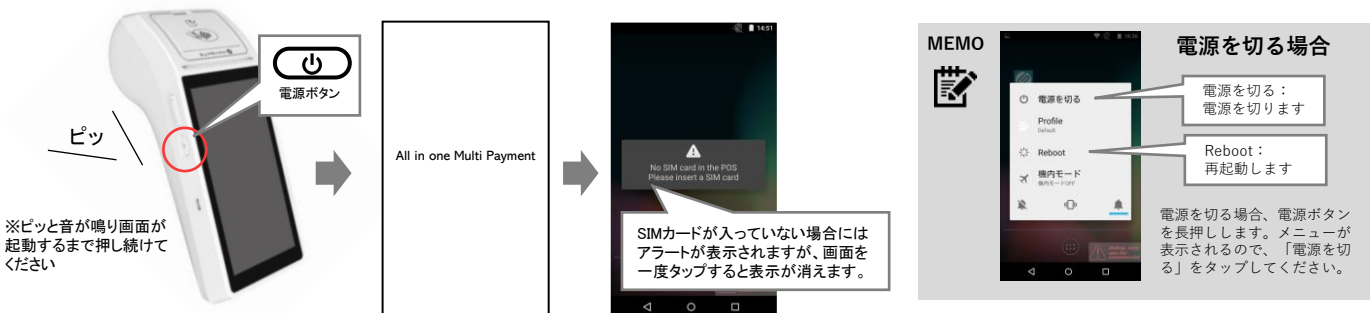 電源ボタン
ピッ
※ピッと音が鳴り画面が
起動するまで押し続けて
ください
All in one Multi Payment
14:51
No SIM card in the POS
Please insert a SIM card
SIMカードが入っていない場合には
アラートが表示されますが、画面を
一度タップすると表示が消えます。
MEMO
電源を切る場合
電源を切る
Profile
Default
Reboot
機内モード
機内モードOFF
電源を切る：
電源を切ります
Reboot：
再起動します
電源を切る場合、電源ボタン
を長押しします。メニューが
表示されるので、「電源を切
る」をタップしてください。